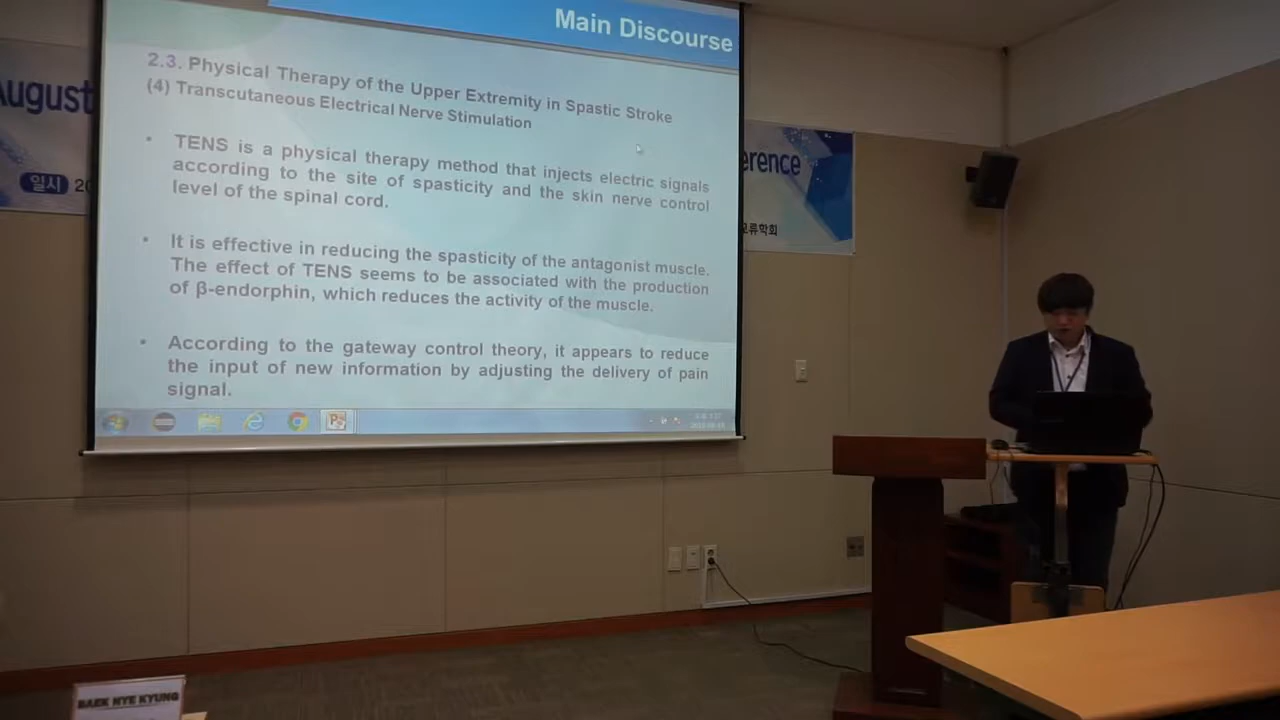 Main Discourse
2.3. Physical Therapy of the Upper Extremity in Spastic Stroke
(4) Transcutaneous Electrical Nerve Stimulation
• TENS is a physical therapy method that injects electric signals
according to the site of spasticity and the skin nerve control
level of the spinal cord.
• It is effective in reducing the spasticity of the antagonist muscle.
The effect of TENS seems to be associated with the production
of β-endorphin, which reduces the activity of the muscle.
• According to the gateway control theory, it appears to reduce
the input of new information by adjusting the delivery of pain
signal.
August
일시 20
erence
교류학회
BAEK HYE KYUNG